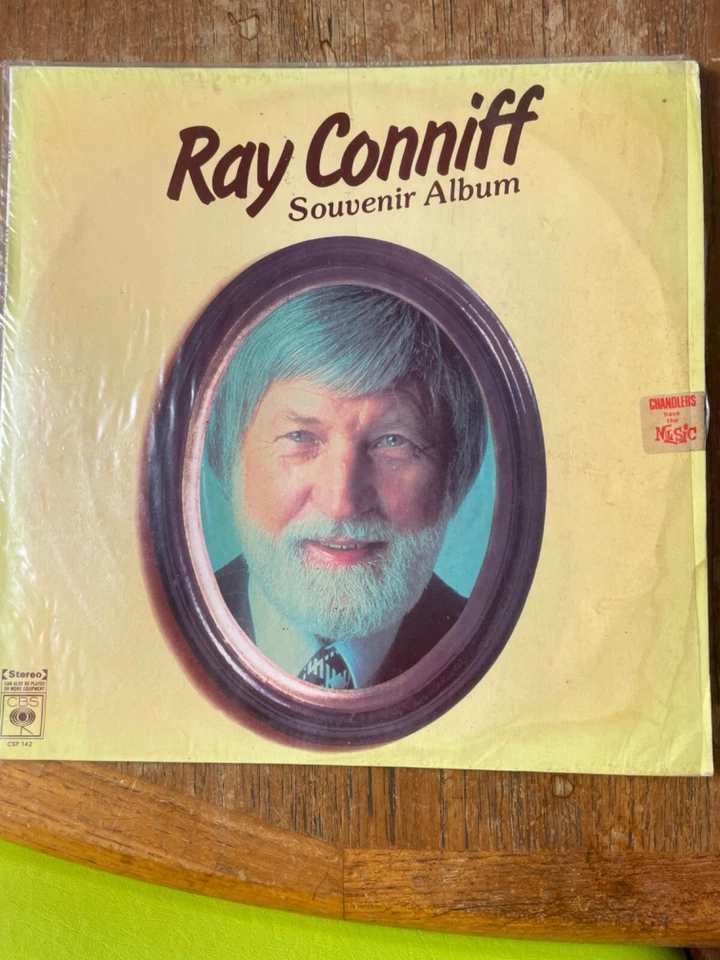 Ray Conniff
Souvenir Album
CHANDLERS
have
the
MUSIC
Stereo
CAN ALSO BE PLAYED
ON MONO EQUIPMENT
CBS
CSP 142